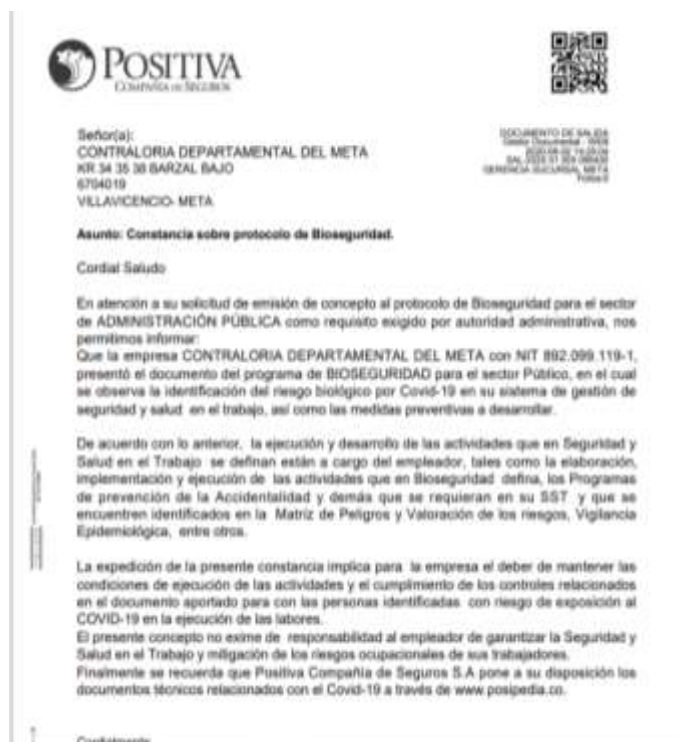 POSITIVA
COMPAÑÍA DE SEGUROS
DOCUMENTO DE SALIDA
GERENCIA SUCURSAL META
Señor(a):
CONTRALORIA DEPARTAMENTAL DEL META
KR 34 35 38 BARZAL BAJO
6704019
VILLAVICENCIO- META
Asunto: Constancia sobre protocolo de Bioseguridad.
Cordial Saludo
En atención a su solicitud de emisión de concepto al protocolo de Bioseguridad para el sector
de ADMINISTRACIÓN PÚBLICA como requisito exigido por autoridad administrativa, nos
permitimos informar:
Que la empresa CONTRALORIA DEPARTAMENTAL DEL META con NIT 892.099.119-1,
presentó el documento del programa de BIOSEGURIDAD para el sector Público, en el cual
se observa la identificación del riesgo biológico por Covid-19 en su sistema de gestión de
seguridad y salud en el trabajo, así como las medidas preventivas a desarrollar.
De acuerdo con lo anterior, la ejecución y desarrollo de las actividades que en Seguridad y
Salud en el Trabajo se definan están a cargo del empleador, tales como la elaboración,
implementación y ejecución de las actividades que en Bioseguridad defina, los Programas
de prevención de la Accidentalidad y demás que se requieran en su SST y que se
encuentren identificados en la Matriz de Peligros y Valoración de los riesgos, Vigilancia
Epidemiológica, entre otros.
La expedición de la presente constancia implica para la empresa el deber de mantener las
condiciones de ejecución de las actividades y el cumplimiento de los controles relacionados
en el documento aportado para con las personas identificadas con riesgo de exposición al
COVID-19 en la ejecución de las labores.
El presente concepto no exime de responsabilidad al empleador de garantizar la Seguridad y
Salud en el Trabajo y mitigación de los riesgos ocupacionales de sus trabajadores.
Finalmente se recuerda que Positiva Compañía de Seguros S.A pone a su disposición los
documentos técnicos relacionados con el Covid-19 a través de www.posipedia.co.